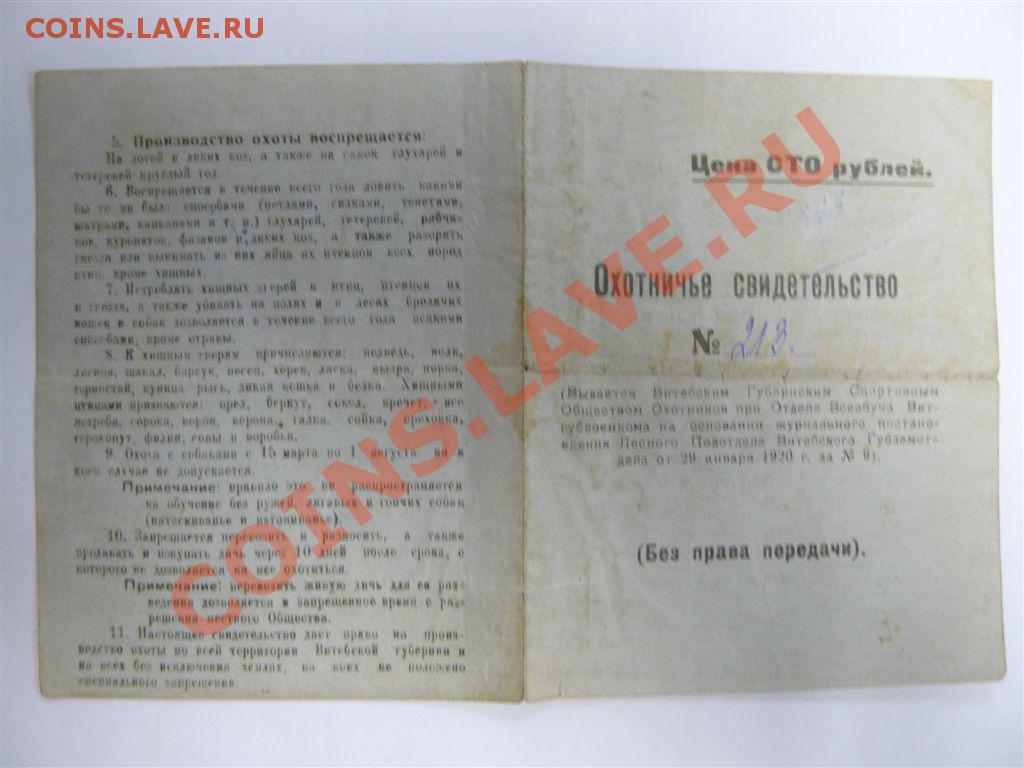 COINS.LAVE.RU
5. Производство охоты воспрещается:
На лосей и диких коз, а также на самок глухарей и
тетеревей круглый год.
6. Воспрещается в течение всего года ловить какими
бы то ни было способами (петлями, силками, тенетами,
шатрами, капканами и т. п.) глухарей, тетеревей, рябчи-
ков, куропаток, фазанов и диких коз, а также разорять
гнезда или вынимать из них яйца их птенцов всех пород
птиц, кроме хищных.
7. Истреблять хищных зверей и птиц, птенцов их
и гнезда, а также убивать на полях и в лесах бродячих
кошек и собак дозволяется в течение всего года всякими
способами, кроме отравы.
8. К хищным зверям причисляются: медведь, волк,
лисица, шакал, барсук, песец, хорек, ласка, выдра, норка,
горностай, куница рысь, дикая кошка и белка. Хищными
птицами признаются: орел, беркут, сокол, кречет, все
ястреба, сорока, ворон, ворона, галка, сойка, ореховка,
сорокопут, филин, совы и воробьи.
9. Охота с собаками с 15 марта по 1 августа ни в
коем случае не допускается.
Примечание: правило это не распространяется
на обучение без ружей, лягавых и гончих собак
(натаскиванье и нагониванье)
10. Запрещается перевозить и разносить, а также
продавать и покупать дичь через 10 дней после срока, с
которого не дозволяется на нее охотиться.
Примечание: перевозить живую дичь для ее раз-
ведения дозволяется в запрещенное время с раз-
решения местного Общества.
11. Настоящее свидетельство дает право на произ-
водство охоты во всей территории Витебской губернии и
на всех без исключения землях, на коих не положено
специального запрещения.
Цена СТО рублей.
Охотничье свидетельство
№ 213.
(Выдается Витебским Губернским Спортивным
Обществом Охотников при Отделе Всевобуча Вит-
губвоенкома на основании журнального постано-
вления Лесного Подотдела Витебского Губземот-
дела от 29 января 1920 г. за № 9).
(Без права передачи).
COINS.LAVE.RU